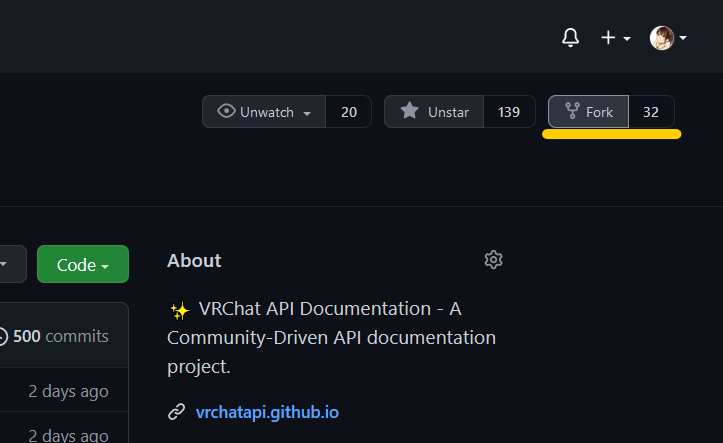 Unwatch 20 Unstar 139 Fork 32
Code
About
✨ VRChat API Documentation - A
Community-Driven API documentation
project.
500 commits
2 days ago
vrchatapi.github.io
2 days ago